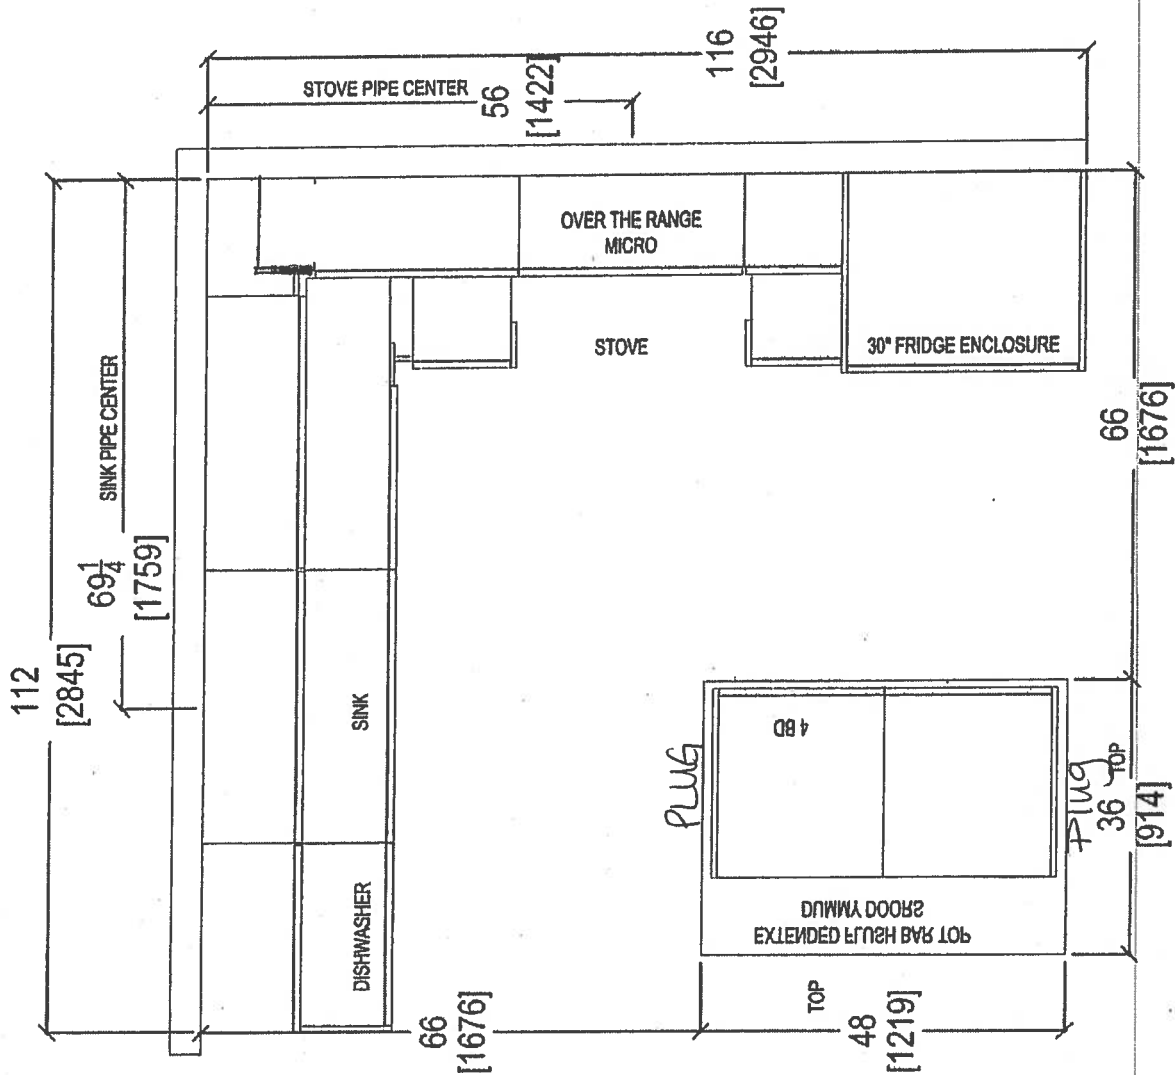 116
[2946]
STOVE PIPE CENTER
56
[1422]
112
[2845]
69 1/4
[1759]
SINK PIPE CENTER
OVER THE RANGE
MICRO
STOVE
30" FRIDGE ENCLOSURE
66
[1676]
SINK
DISHWASHER
PLUG
4 BD
EXTENDED FLUSH BAR TOP
DUMMY DOORS
Plug
36
TOP
[914]
66
[1676]
TOP
48
[1219]